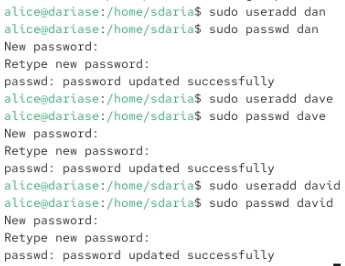 alice@dariase:/home/sdaria$ sudo useradd dan
alice@dariase:/home/sdaria$ sudo passwd dan
New password:
Retype new password:
passwd: password updated successfully
alice@dariase:/home/sdaria$ sudo useradd dave
alice@dariase:/home/sdaria$ sudo passwd dave
New password:
Retype new password:
passwd: password updated successfully
alice@dariase:/home/sdaria$ sudo useradd david
alice@dariase:/home/sdaria$ sudo passwd david
New password:
Retype new password:
passwd: password updated successfully